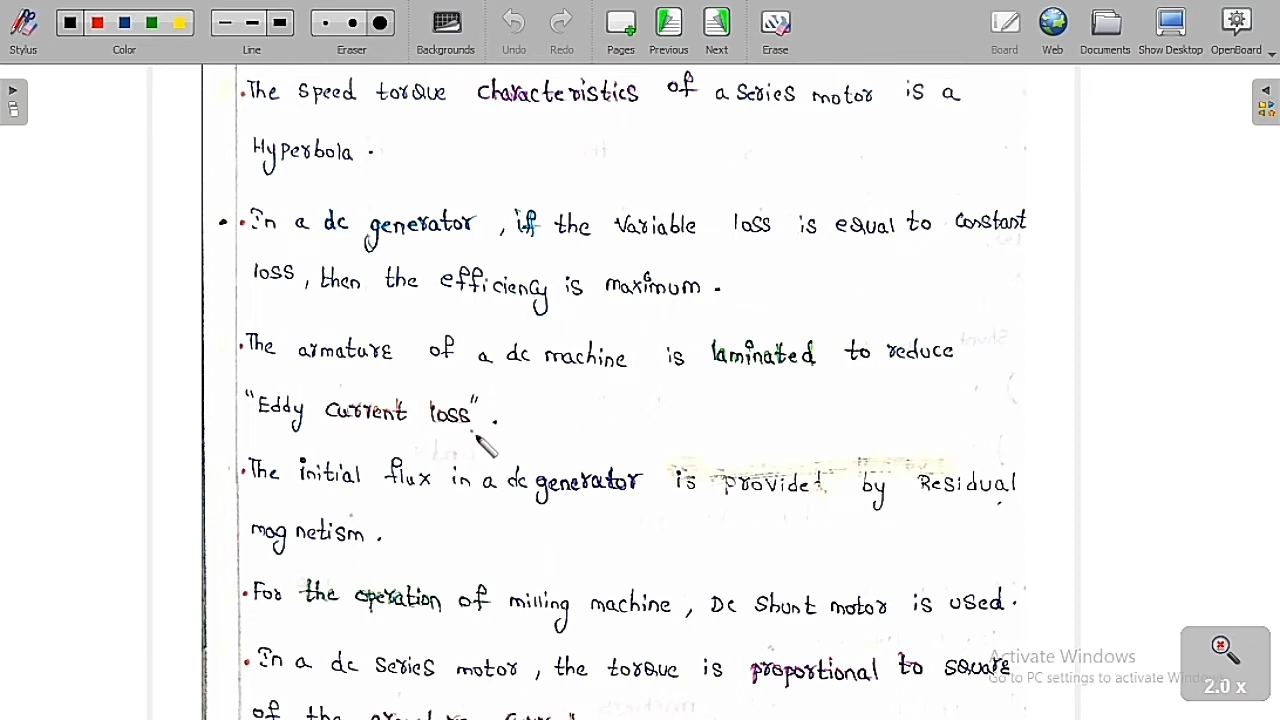 Stylus
Color
Line
Eraser
Backgrounds
Undo
Redo
Pages
Previous
Next
Erase
Board
Web
Documents
Show Desktop
OpenBoard
.The speed torque characteristics of a series motor is a
Hyperbola .
• .In a dc generator , if the variable loss is equal to constant
loss , then the efficiency is maximum .
.The armature of a dc machine is laminated to reduce
"Eddy current loss" .
.The initial flux in a dc generator is provided by Residual
magnetism .
.For the operation of milling machine , Dc shunt motor is used .
.In a dc series motor , the torque is proportional to square
of the armature current
Activate Windows
Go to PC settings to activate Windows.
2.0 x